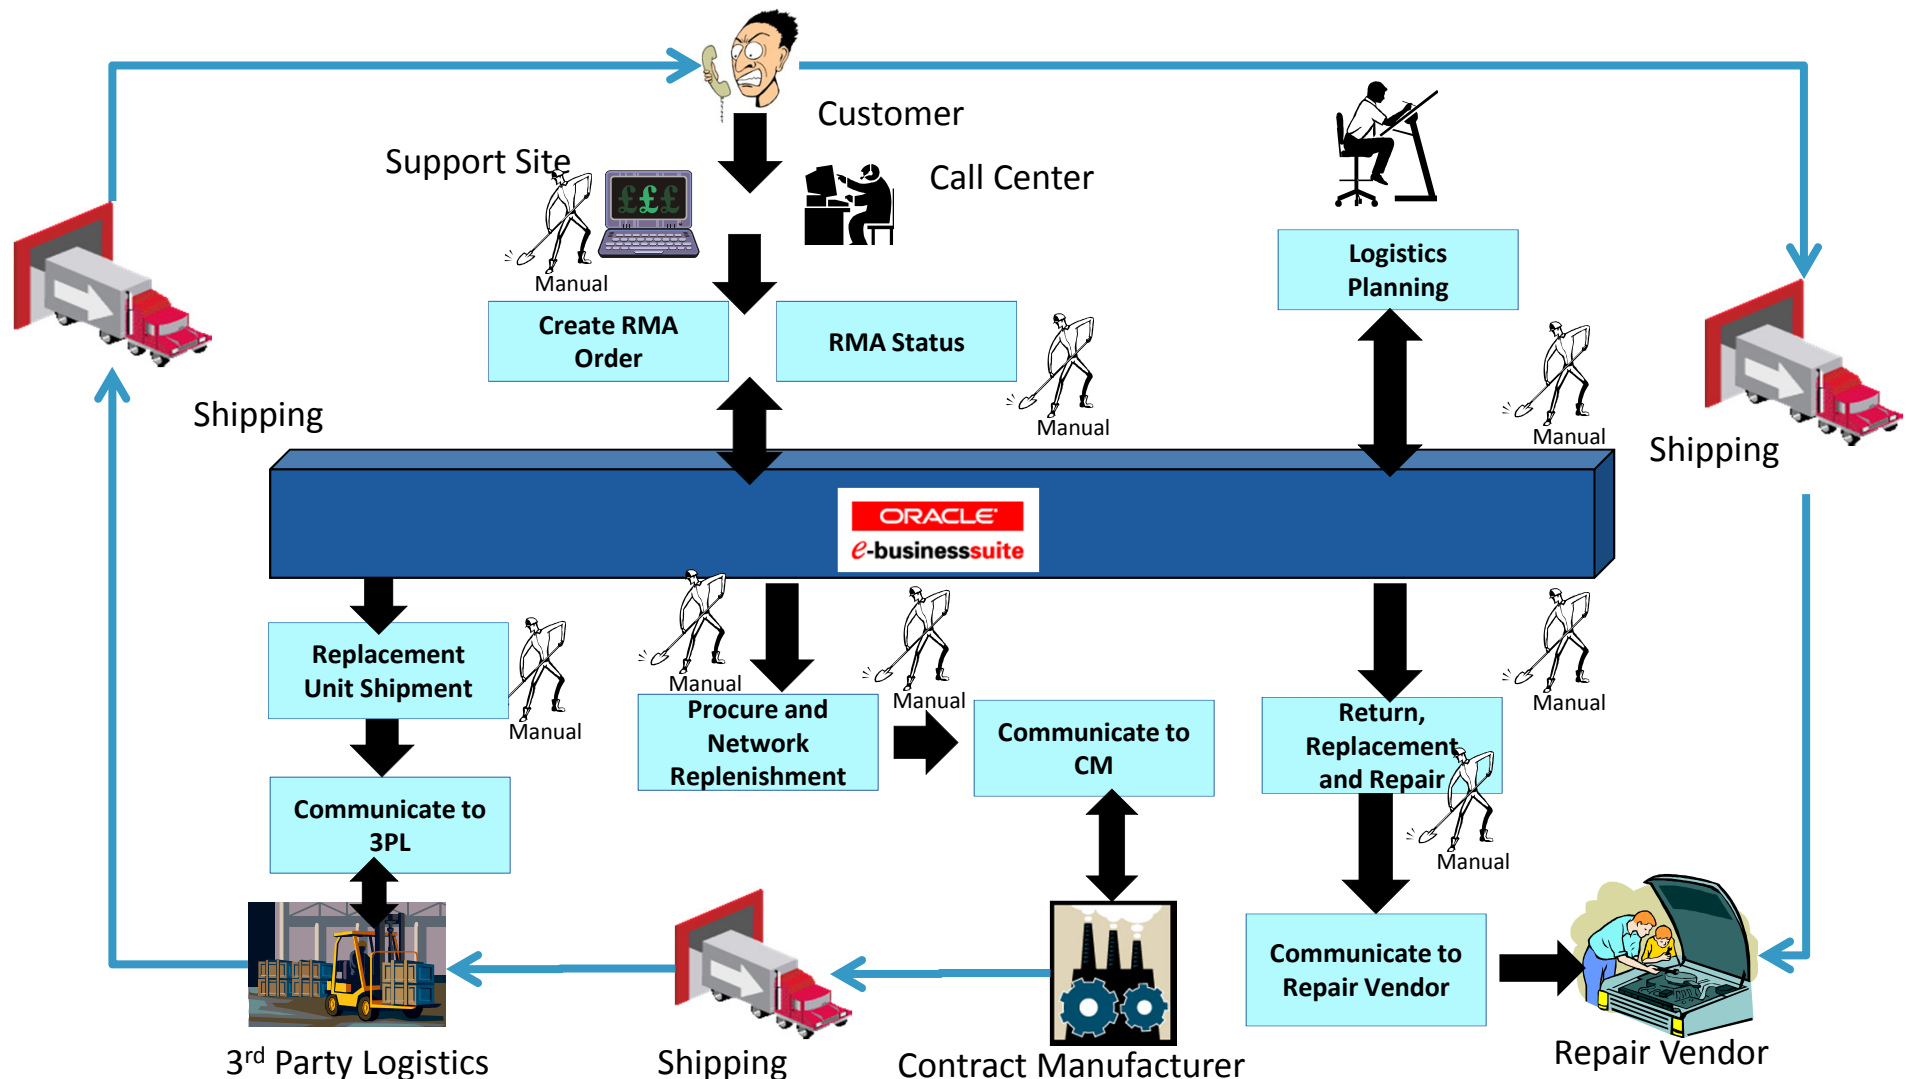 Customer
Support Site
Call Center
£££
Manual
Logistics
Planning
Create RMA
Order
RMA Status
Manual
Manual
Shipping
Shipping
ORACLE
e-businesssuite
Replacement
Unit Shipment
Manual
Manual
Manual
Manual
Procure and
Network
Replenishment
Communicate to
CM
Return,
Replacement
and Repair
Manual
Communicate to
3PL
Communicate to
Repair Vendor
3rd Party Logistics
Shipping
Contract Manufacturer
Repair Vendor